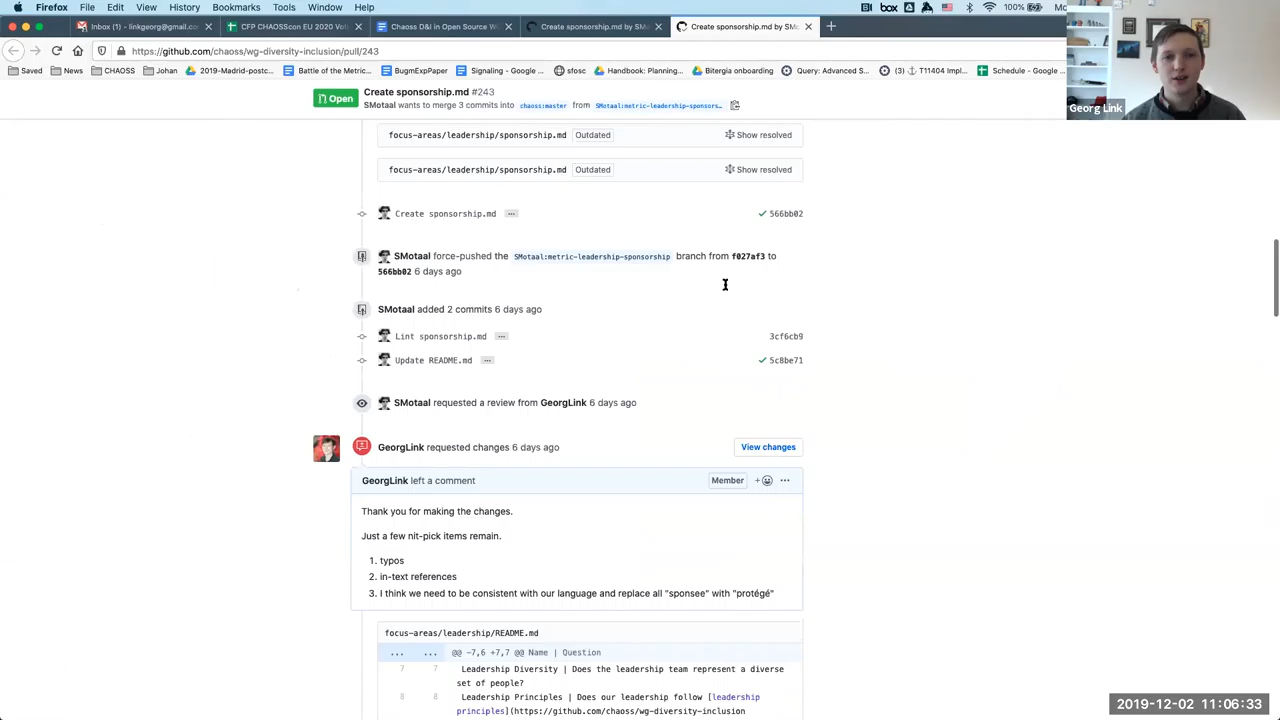 Firefox File Edit View History Bookmarks Tools Window Help
100%
Inbox (1) - linkgeorg@gmail.co
CFP CHAOSScon EU 2020 Vot
Chaoss D&I in Open Source W
Create sponsorship.md by SMo
Create sponsorship.md by SMo
https://github.com/chaoss/wg-diversity-inclusion/pull/243
Saved News CHAOSS Johan 2019-Madrid-postc... Battle of the Metric... BugmExpPaper Signaling - Google ... sfosc Handbook: Planning... Bitergia onboarding Query: Advanced S... (3) T11404 Impl... Schedule - Google ...
Georg Link
Open
Create sponsorship.md #243
SMotaal wants to merge 3 commits into chaoss:master from SMotaal:metric-leadership-sponsors...
focus-areas/leadership/sponsorship.md Outdated Show resolved
focus-areas/leadership/sponsorship.md Outdated Show resolved
Create sponsorship.md ... 566bb02
SMotaal force-pushed the SMotaal:metric-leadership-sponsorship branch from f027af3 to
566bb02 6 days ago
SMotaal added 2 commits 6 days ago
Lint sponsorship.md ... 3cf6cb9
Update README.md ... 5c8be71
SMotaal requested a review from GeorgLink 6 days ago
GeorgLink requested changes 6 days ago View changes
GeorgLink left a comment Member
Thank you for making the changes.
Just a few nit-pick items remain.
1. typos
2. in-text references
3. I think we need to be consistent with our language and replace all "sponsee" with "protégé"
focus-areas/leadership/README.md
... ... @@ -7,6 +7,7 @@ Name | Question
7 7 Leadership Diversity | Does the leadership team represent a diverse
set of people?
8 8 Leadership Principles | Does our leadership follow [leadership
principles](https://github.com/chaoss/wg-diversity-inclusion
2019-12-02 11:06:33